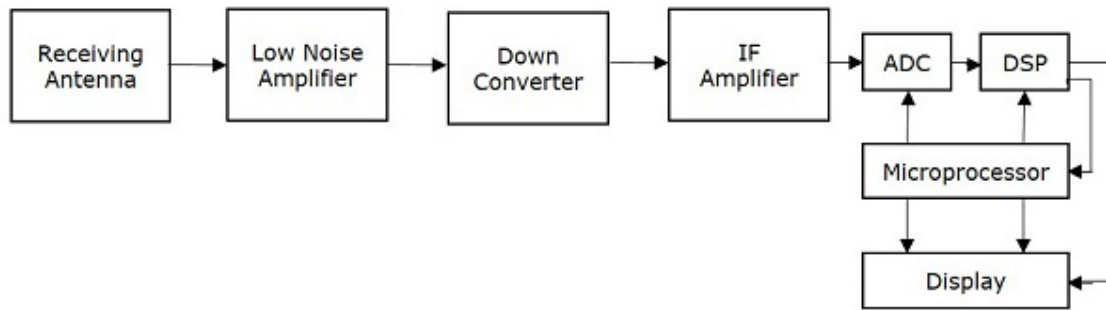 Receiving
Antenna
Low Noise
Amplifier
Down
Converter
IF
Amplifier
ADC
DSP
Microprocessor
Display